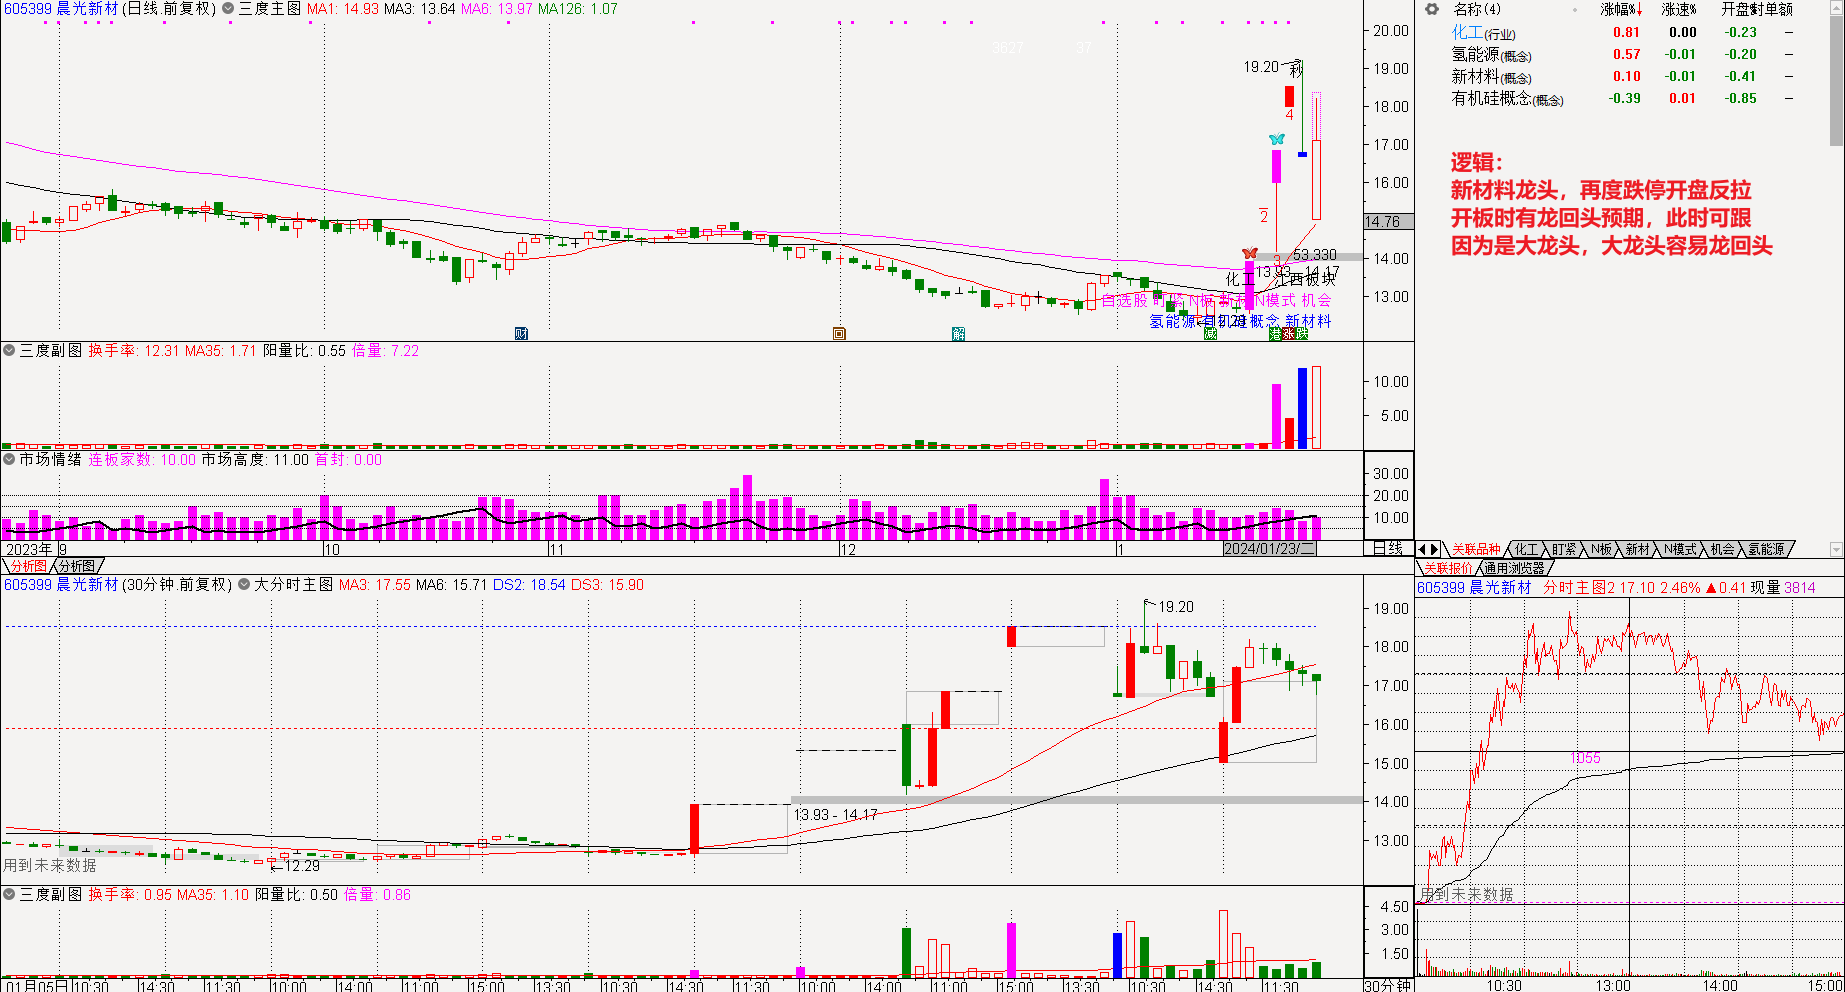 605399 晨光新材 (日线.前复权) 三度主图 MA1: 14.93 MA3: 13.64 MA6: 13.97 MA126: 1.07
3627 37
19.20
秒
4
2
3
53.330
13.93 - 14.17
化工 江西板块
自选股 盯紧 N板 新材 N模式 机会
氢能源 有机硅概念 新材料
财 回 解 减 港 涨 跌
20.00
19.00
18.00
17.00
16.00
14.76
14.00
13.00
三度副图 换手率: 12.31 MA35: 1.71 阳量比: 0.55 倍量: 7.22
10.00
5.00
市场情绪 连板家数: 10.00 市场高度: 11.00 首封: 0.00
30.00
20.00
10.00
2023年 9 10 11 12 1 2024/01/23/二 日线
分析图 分析图
605399 晨光新材 (30分钟.前复权) 大分时主图 MA3: 17.55 MA6: 15.71 DS2: 18.54 DS3: 15.90
19.20
13.93 - 14.17
12.29
用到未来数据
19.00
18.00
17.00
16.00
15.00
14.00
13.00
三度副图 换手率: 0.95 MA35: 1.10 阳量比: 0.50 倍量: 0.86
4.50
3.00
1.50
01月05日 10:30 14:30 11:30 10:30 14:00 11:00 15:00 13:30 10:30 14:30 11:30 10:00 14:00 11:00 15:00 13:30 10:30 14:30 11:30 30分钟
名称(4) 涨幅%↓ 涨速% 开盘% 封单额
化工(行业) 0.81 0.00 -0.23 —
氢能源(概念) 0.57 -0.01 -0.20 —
新材料(概念) 0.10 -0.01 -0.41 —
有机硅概念(概念) -0.39 0.01 -0.85 —
逻辑：
新材料龙头，再度跌停开盘反拉
开板时有龙回头预期，此时可跟
因为是大龙头，大龙头容易龙回头
关联品种 化工 盯紧 N板 新材 N模式 机会 氢能源
关联报价 通用浏览器
605399 晨光新材 分时主图2 17.10 2.46% ▲0.41 现量 3814
1055
用到未来数据
10:30 13:00 14:00 15:00